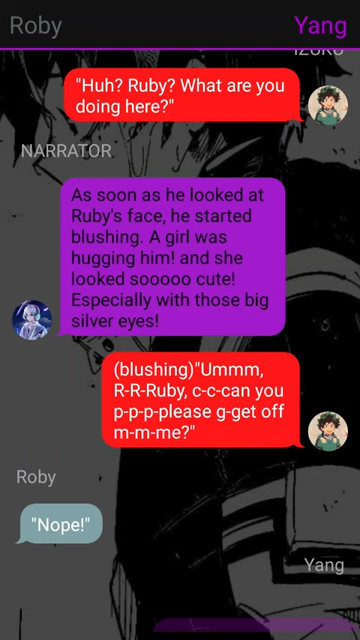 Roby Yang
IZUKU
"Huh? Ruby? What are you
doing here?"
NARRATOR
As soon as he looked at
Ruby's face, he started
blushing. A girl was
hugging him! and she
looked sooooo cute!
Especially with those big
silver eyes!
(blushing)"Ummm,
R-R-Ruby, c-c-can you
p-p-p-please g-get off
m-m-me?"
Roby
"Nope!"
Yang